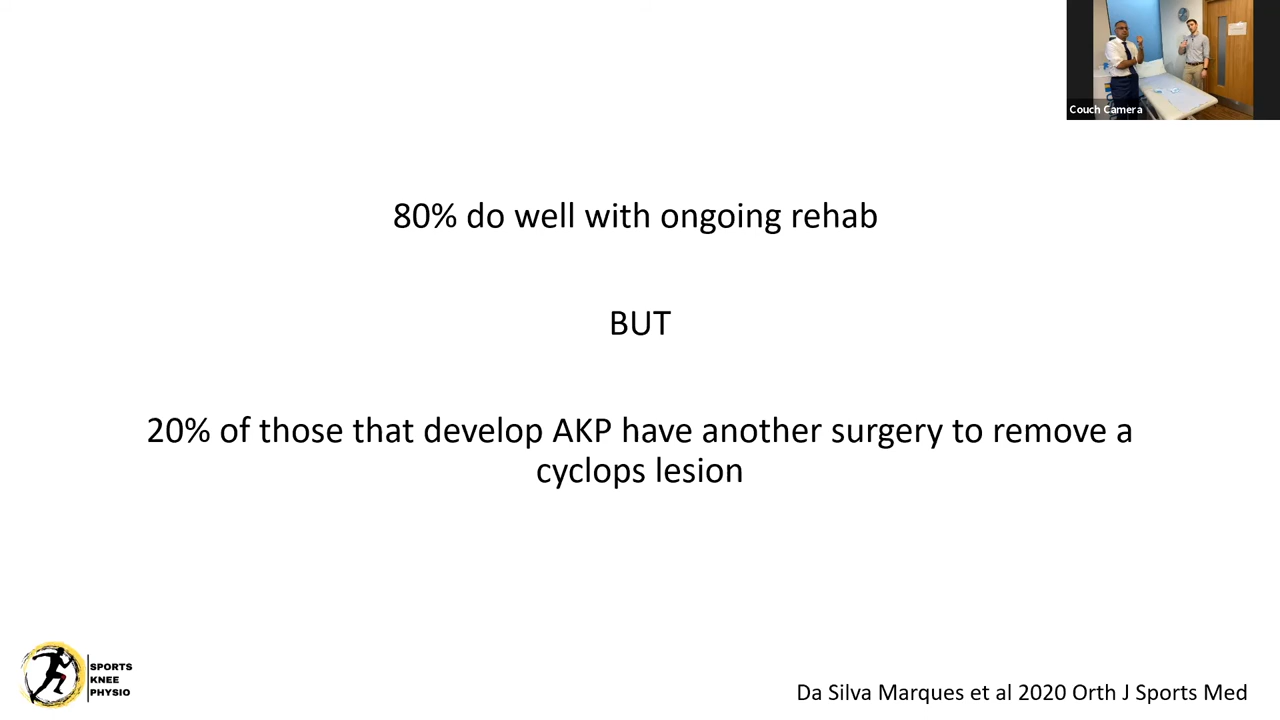 Couch Camera
80% do well with ongoing rehab
BUT
20% of those that develop AKP have another surgery to remove a
cyclops lesion
SPORTS
KNEE
PHYSIO
Da Silva Marques et al 2020 Orth J Sports Med